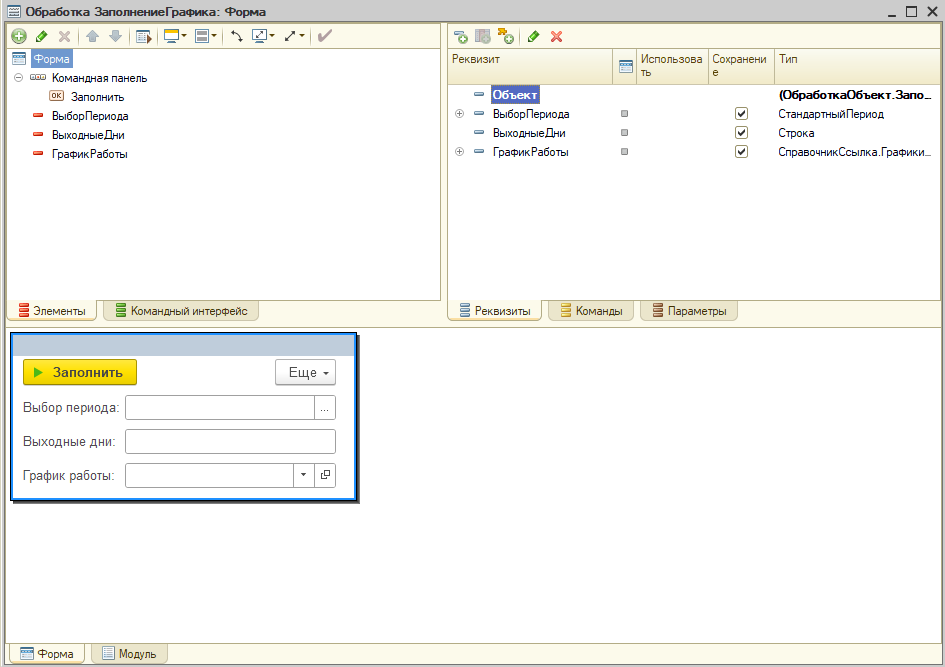 Обработка ЗаполнениеГрафика: Форма
Форма
Командная панель
OK Заполнить
ВыборПериода
ВыходныеДни
ГрафикРаботы
Элементы
Командный интерфейс
Реквизит
Использова
ть
Сохранени
е
Тип
Объект
(ОбработкаОбъект.Запо...
ВыборПериода
СтандартныйПериод
ВыходныеДни
Строка
ГрафикРаботы
СправочникСсылка.Графики...
Реквизиты
Команды
Параметры
Заполнить
Еще
Выбор периода:
...
Выходные дни:
График работы:
Форма
Модуль